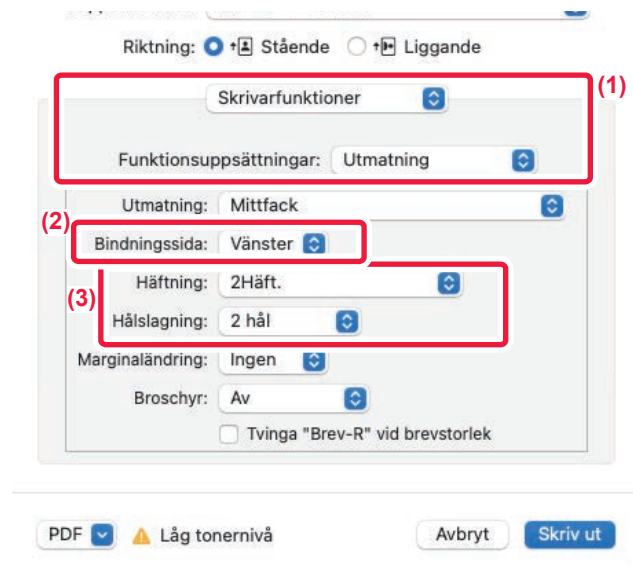 Riktning: Stående Liggande
(1)
Skrivarfunktioner
Funktionsuppsättningar: Utmatning
Utmatning: Mittfack
(2)
Bindningssida: Vänster
Häftning: 2Häft.
(3)
Hålslagning: 2 hål
Marginaländring: Ingen
Broschyr: Av
Tvinga "Brev-R" vid brevstorlek
PDF Låg tonernivå Avbryt Skriv ut